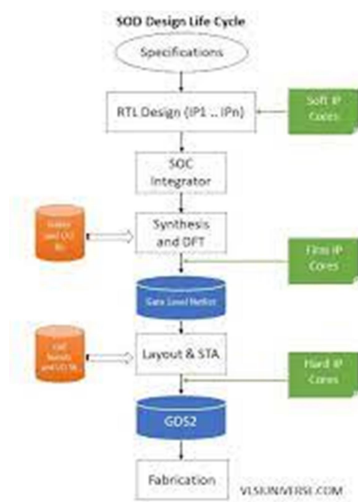 SOD Design Life Cycle
Specifications
RTL Design (IP1 .. IPn)
Soft IP
Cores
SOC
Integrator
Synthesis
and DFT
Firm IP
Cores
Gate Level Netlist
Layout & STA
Hard IP
Cores
GDS2
Fabrication
VLSIUNIVERSE.COM